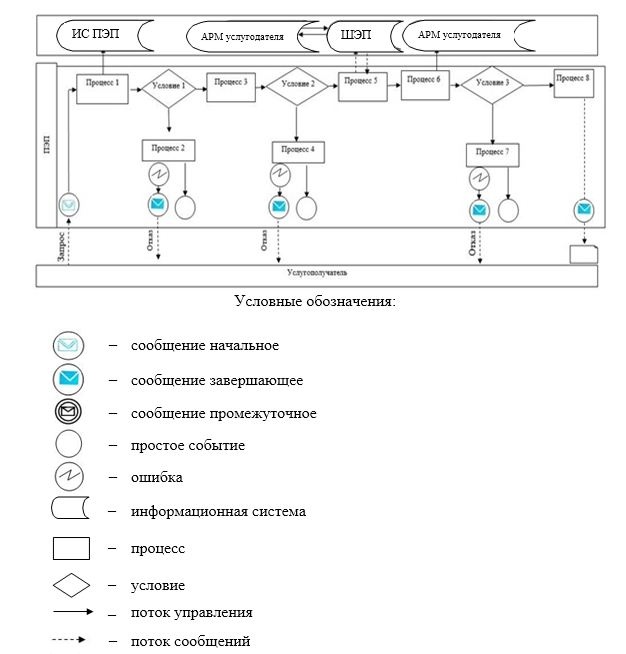 ИС ПЭП
АРМ услугодателя
ШЭП
АРМ услугодателя
ПЭП
Процесс 1
Условие 1
Процесс 3
Условие 2
Процесс 5
Процесс 6
Условие 3
Процесс 8
Процесс 2
Процесс 4
Процесс 7
Запрос
Отказ
Отказ
Отказ
Услугополучатель
Условные обозначения:
– сообщение начальное
– сообщение завершающее
– сообщение промежуточное
– простое событие
– ошибка
– информационная система
– процесс
– условие
– поток управления
– поток сообщений